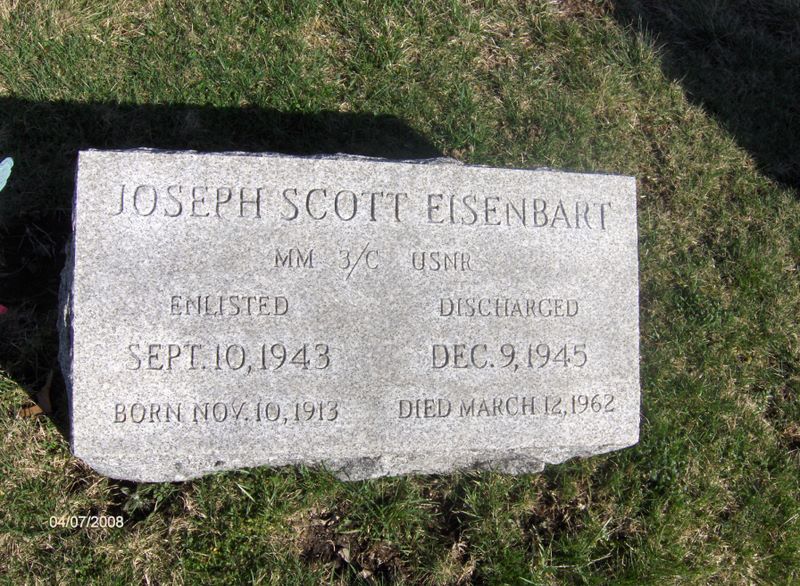 JOSEPH SCOTT EISENBART
MM 3/C USNR
ENLISTED DISCHARGED
SEPT. 10, 1943 DEC. 9, 1945
BORN NOV. 10, 1913 DIED MARCH 12, 1962
04/07/2008